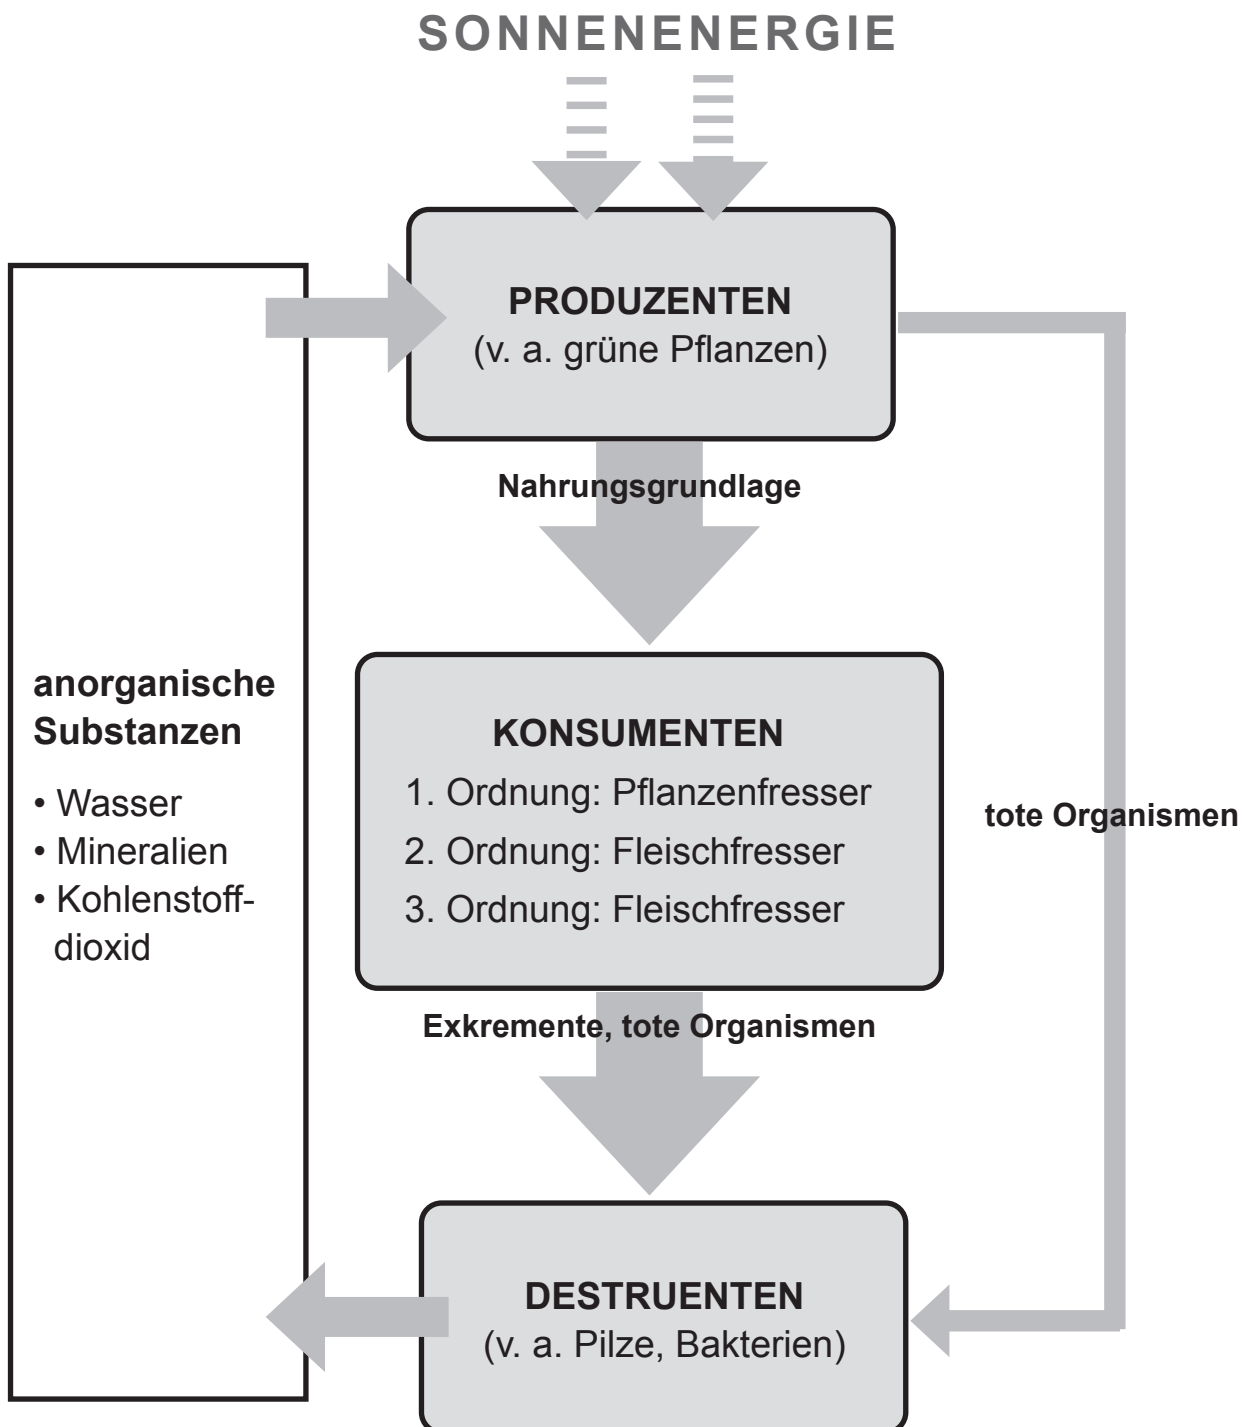 SONNENENERGIE
PRODUZENTEN
(v. a. grüne Pflanzen)
Nahrungsgrundlage
anorganische
Substanzen
• Wasser
• Mineralien
• Kohlenstoff-
dioxid
KONSUMENTEN
1. Ordnung: Pflanzenfresser
2. Ordnung: Fleischfresser
3. Ordnung: Fleischfresser
tote Organismen
Exkremente, tote Organismen
DESTRUENTEN
(v. a. Pilze, Bakterien)